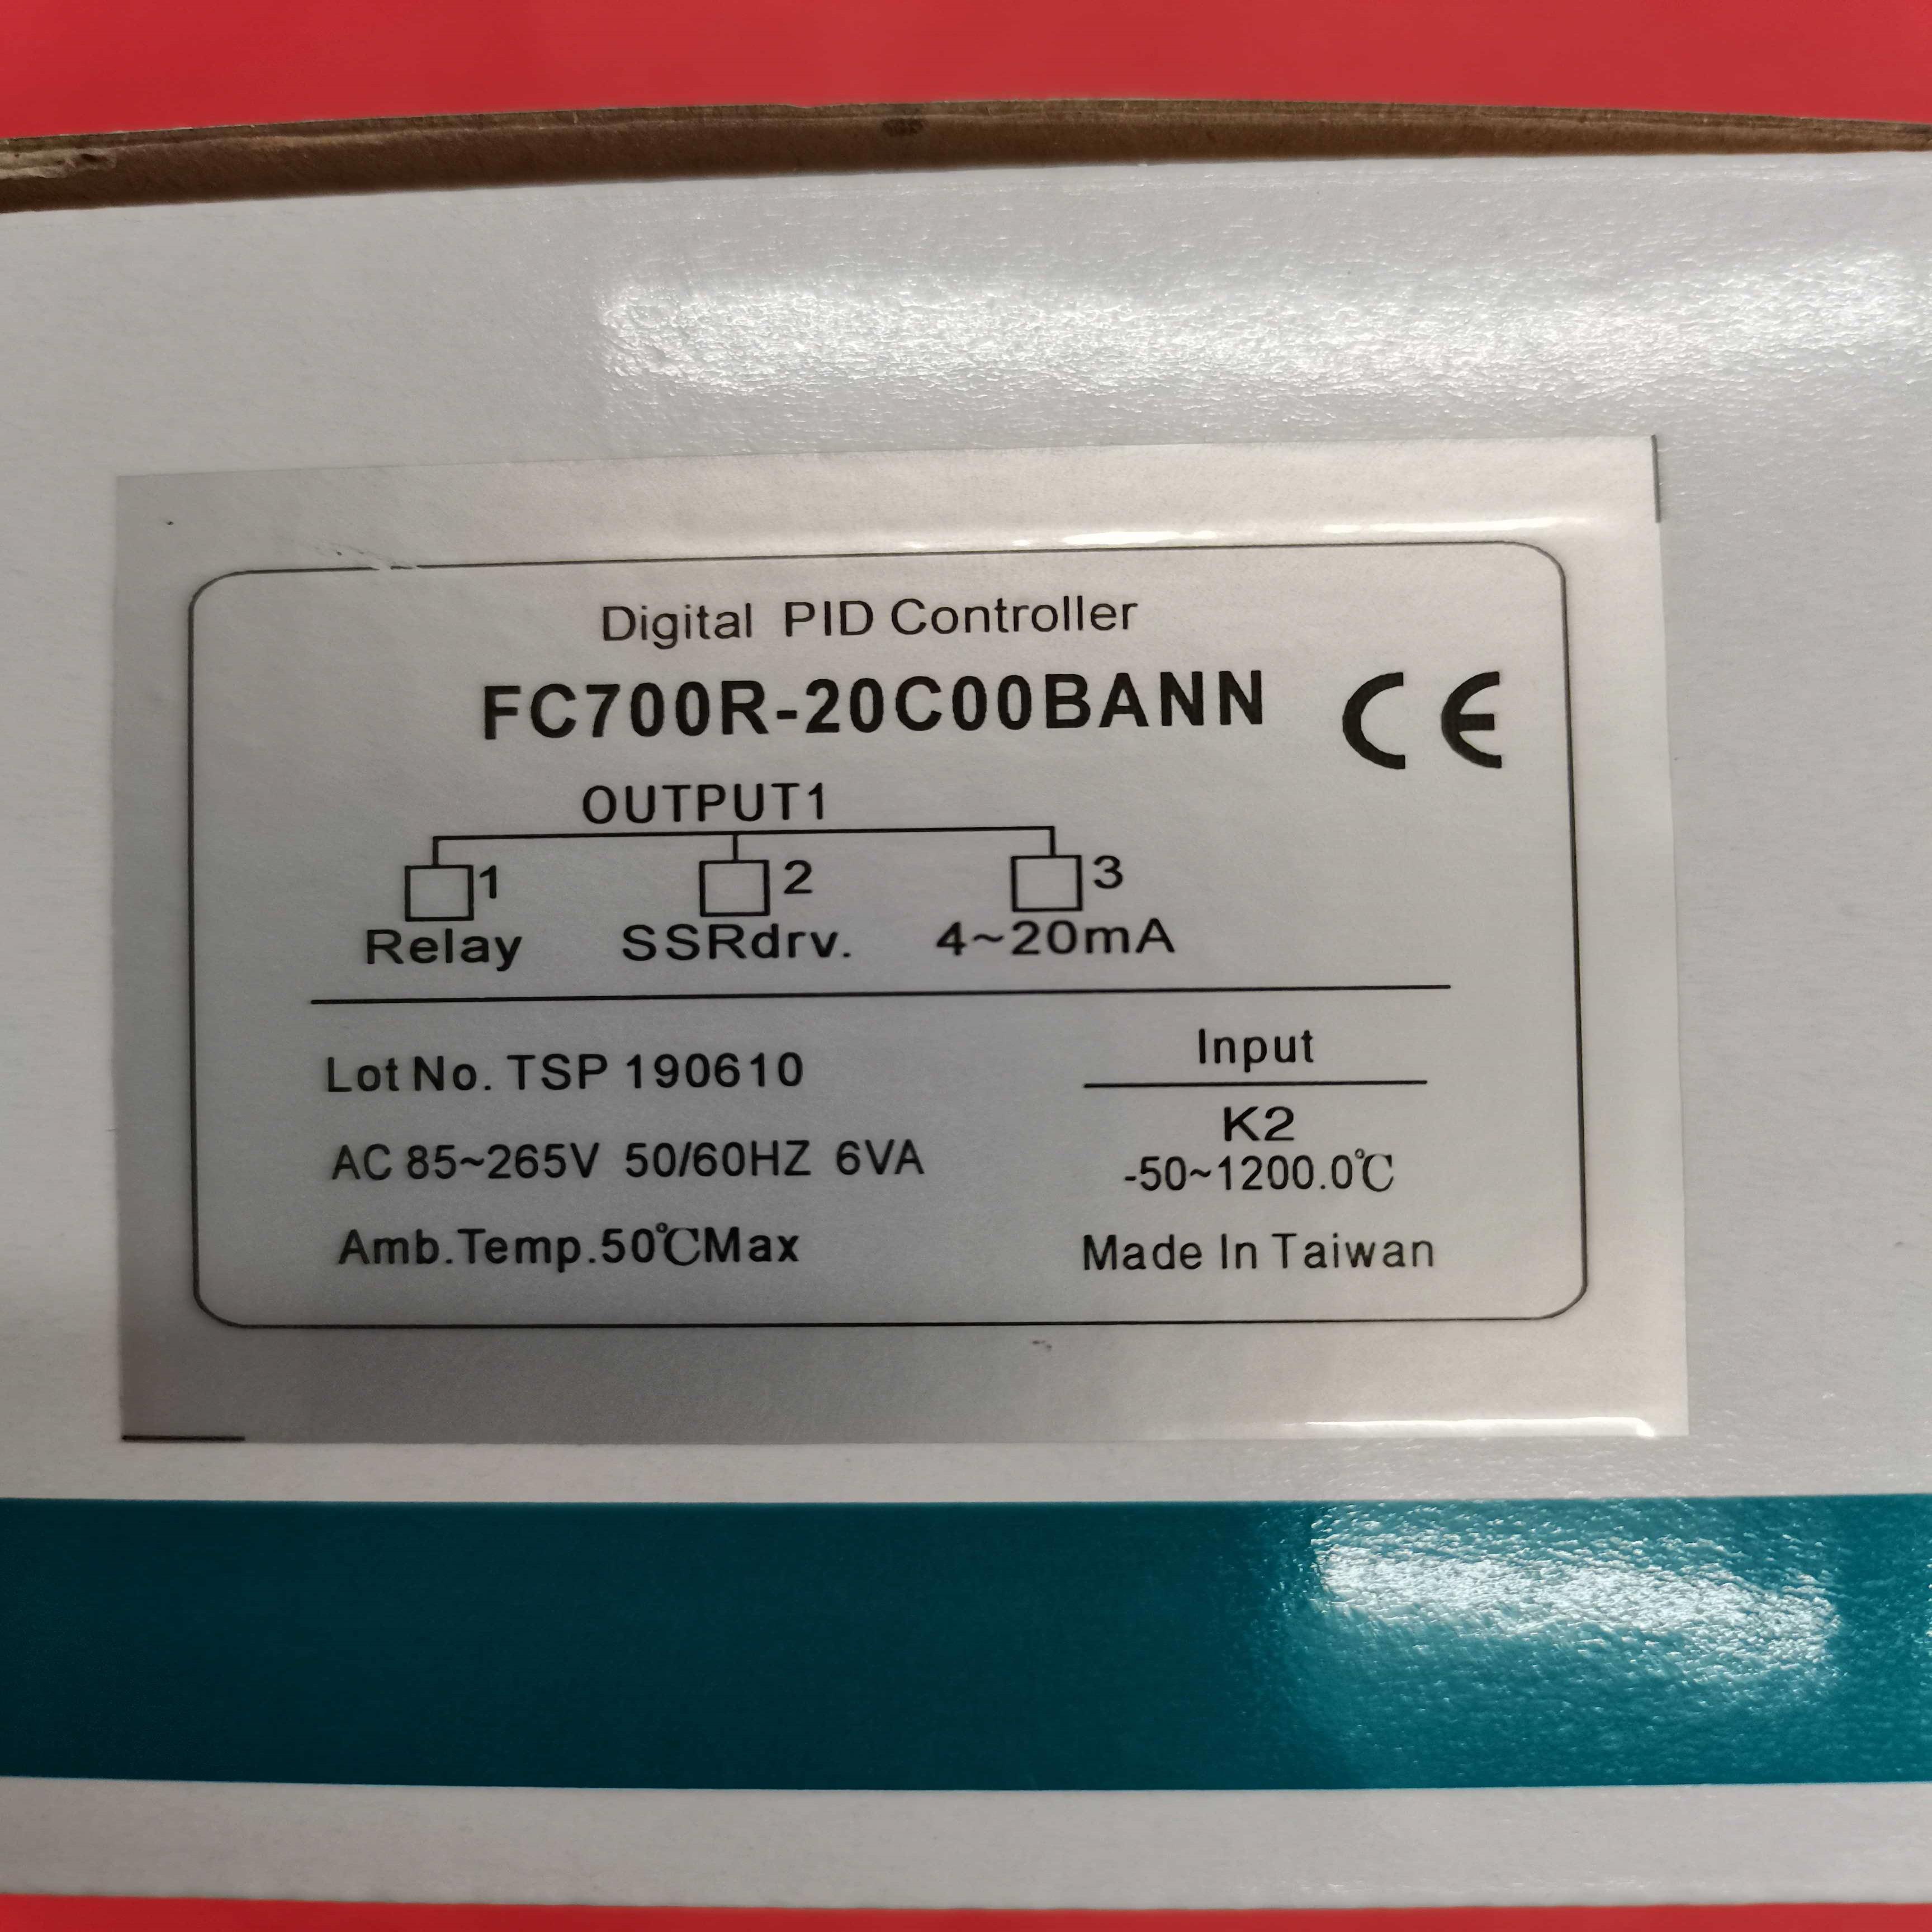 Digital PID Controller
FC700R-20C00BANN CE
OUTPUT1
1 2 3
Relay SSRdrv. 4~20mA
Lot No. TSP 190610
AC 85~265V 50/60HZ 6VA
Amb.Temp.50℃Max
Input
K2
-50~1200.0℃
Made In Taiwan